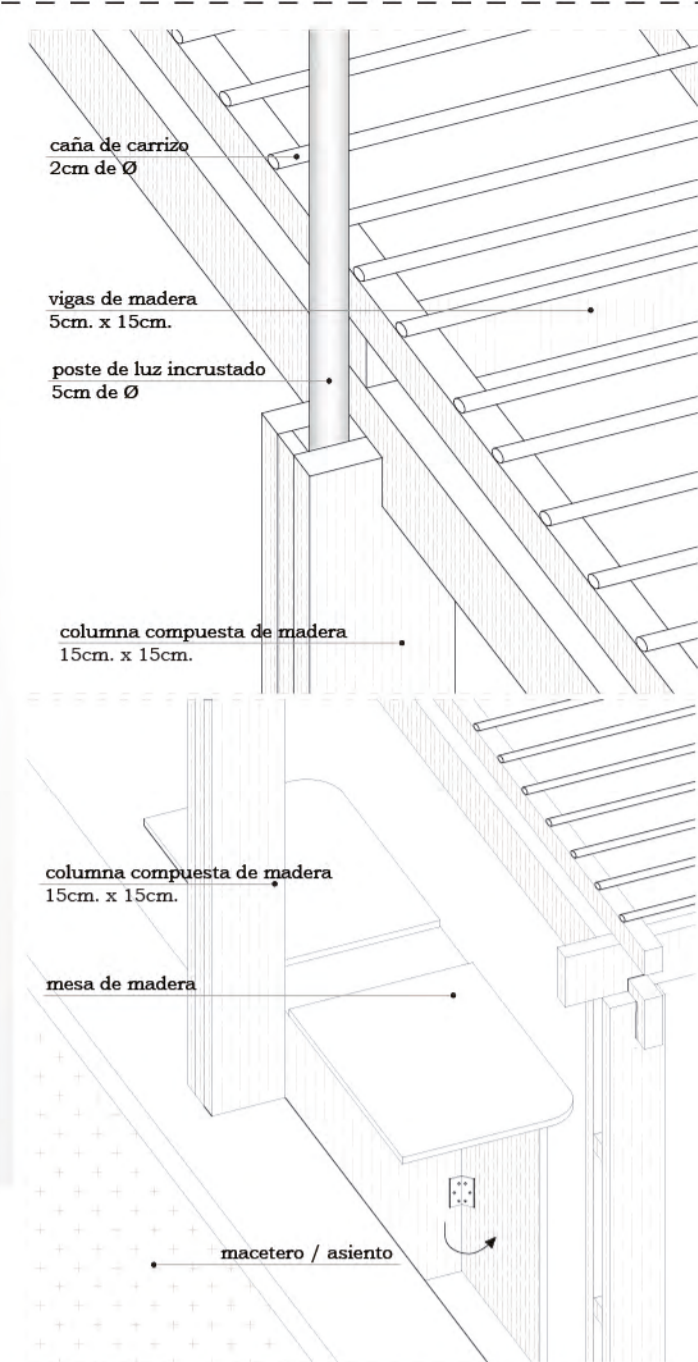 caña de carrizo
2cm de Ø
vigas de madera
5cm. x 15cm.
poste de luz incrustado
5cm de Ø
columna compuesta de madera
15cm. x 15cm.
columna compuesta de madera
15cm. x 15cm.
mesa de madera
macetero / asiento